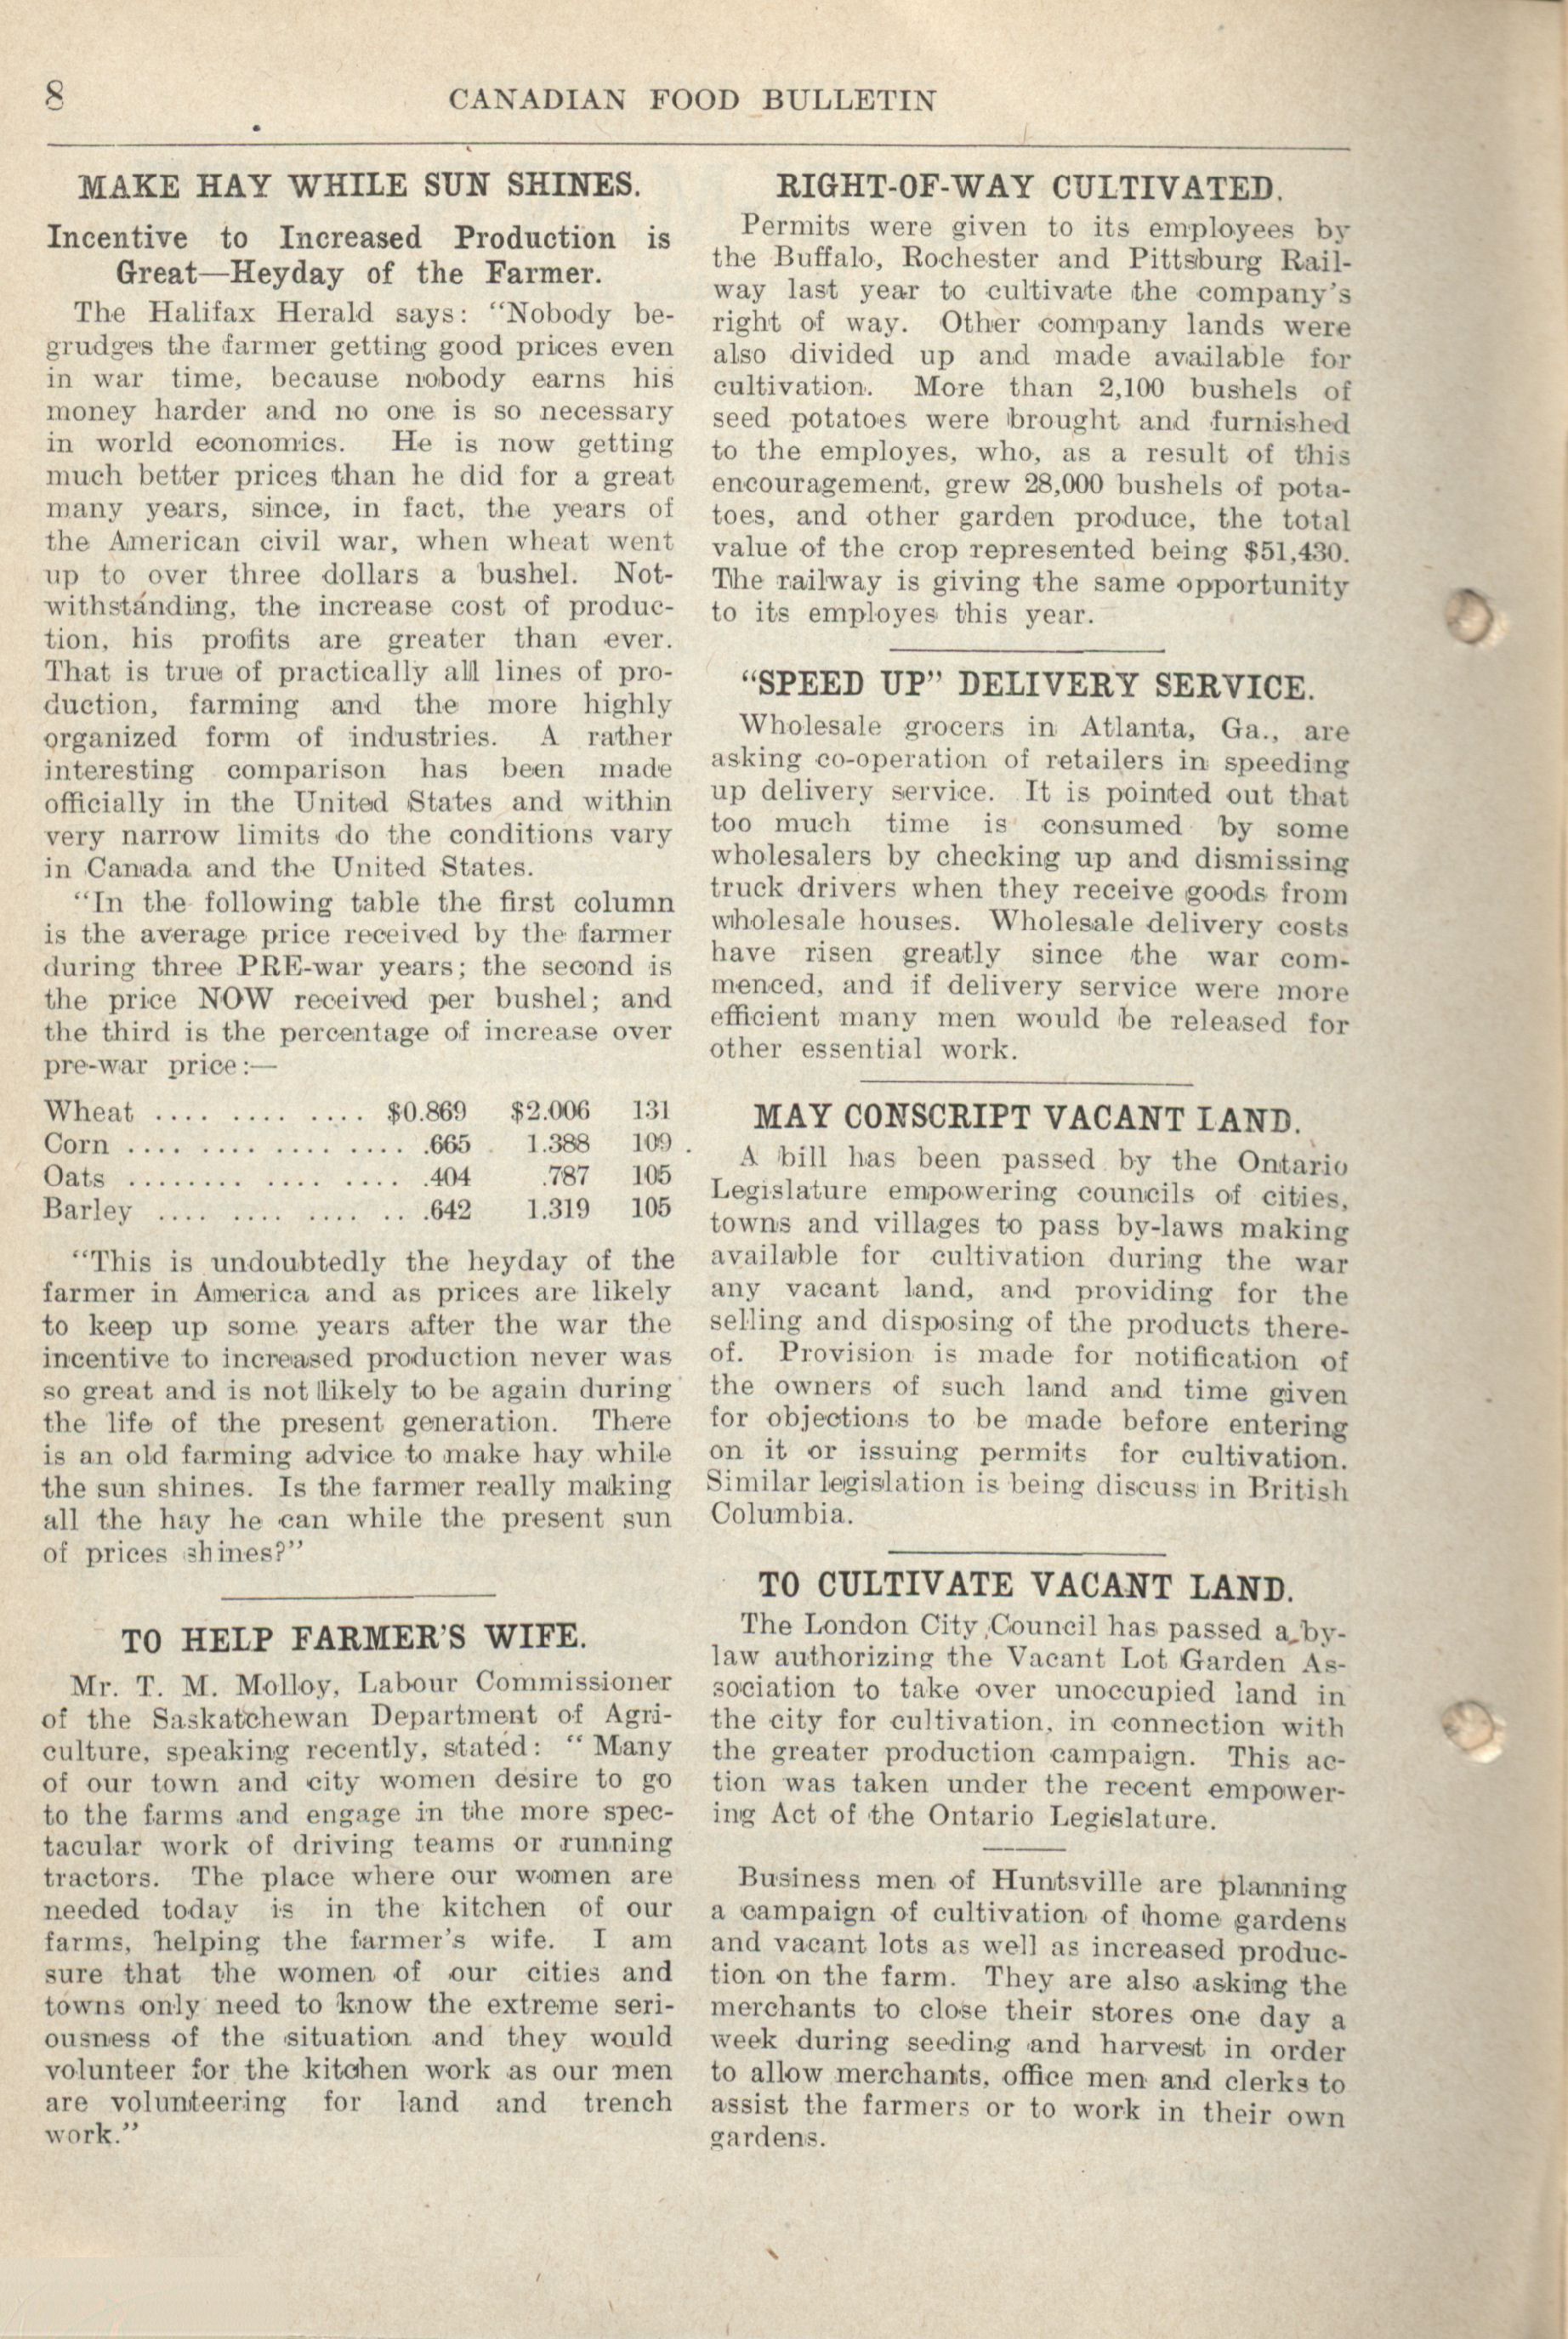 8
CANADIAN FOOD BULLETIN
MAKE HAY WHILE SUN SHINES.
Incentive to Increased Production is
Great—Heyday of the Farmer.
The Halifax Herald says: "Nobody be-
grudges the farmer getting good prices even
in war time, because nobody earns his
money harder and no one is so necessary
in world economics. He is now getting
much better prices than he did for a great
many years, since, in fact, the years of
the American civil war, when wheat went
up to over three dollars a bushel. Not-
withstanding, the increase cost of produc-
tion, his profits are greater than ever.
That is true of practically all lines of pro-
duction, farming and the more highly
organized form of industries. A rather
interesting comparison has been made
officially in the United States and within
very narrow limits do the conditions vary
in Canada and the United States.
"In the following table the first column
is the average price received by the farmer
during three PRE-war years; the second is
the price NOW received per bushel; and
the third is the percentage of increase over
pre-war price:—
Wheat .... .... .... $0.869 $2.006 131
Corn .... .... .... .... .665 1.388 109
Oats ........ .... .... .404 .787 105
Barley .... .... .... .. .642 1.319 105
"This is undoubtedly the heyday of the
farmer in America and as prices are likely
to keep up some years after the war the
incentive to increased production never was
so great and is not likely to be again during
the life of the present generation. There
is an old farming advice to make hay while
the sun shines. Is the farmer really making
all the hay he can while the present sun
of prices shines?"
TO HELP FARMER'S WIFE.
Mr. T. M. Molloy, Labour Commissioner
of the Saskatchewan Department of Agri-
culture, speaking recently, stated: " Many
of our town and city women desire to go
to the farms and engage in the more spec-
tacular work of driving teams or running
tractors. The place where our women are
needed today is in the kitchen of our
farms, helping the farmer's wife. I am
sure that the women of our cities and
towns only need to know the extreme seri-
ousness of the situation and they would
volunteer for the kitchen work as our men
are volunteering for land and trench
work."
RIGHT-OF-WAY CULTIVATED.
Permits were given to its employees by
the Buffalo, Rochester and Pittsburg Rail-
way last year to cultivate the company's
right of way. Other company lands were
also divided up and made available for
cultivation. More than 2,100 bushels of
seed potatoes were brought and furnished
to the employes, who, as a result of this
encouragement, grew 28,000 bushels of pota-
toes, and other garden produce, the total
value of the crop represented being $51,430.
The railway is giving the same opportunity
to its employes this year.
"SPEED UP" DELIVERY SERVICE.
Wholesale grocers in Atlanta, Ga., are
asking co-operation of retailers in speeding
up delivery service. It is pointed out that
too much time is consumed by some
wholesalers by checking up and dismissing
truck drivers when they receive goods from
wholesale houses. Wholesale delivery costs
have risen greatly since the war com-
menced, and if delivery service were more
efficient many men would be released for
other essential work.
MAY CONSCRIPT VACANT LAND.
A bill has been passed by the Ontario
Legislature empowering councils of cities,
towns and villages to pass by-laws making
available for cultivation during the war
any vacant land, and providing for the
selling and disposing of the products there-
of. Provision is made for notification of
the owners of such land and time given
for objections to be made before entering
on it or issuing permits for cultivation.
Similar legislation is being discuss in British
Columbia.
TO CULTIVATE VACANT LAND.
The London City Council has passed a by-
law authorizing the Vacant Lot Garden As-
sociation to take over unoccupied land in
the city for cultivation, in connection with
the greater production campaign. This ac-
tion was taken under the recent empower-
ing Act of the Ontario Legislature.
Business men of Huntsville are planning
a campaign of cultivation of home gardens
and vacant lots as well as increased produc-
tion on the farm. They are also asking the
merchants to close their stores one day a
week during seeding and harvest in order
to allow merchants, office men and clerks to
assist the farmers or to work in their own
gardens.